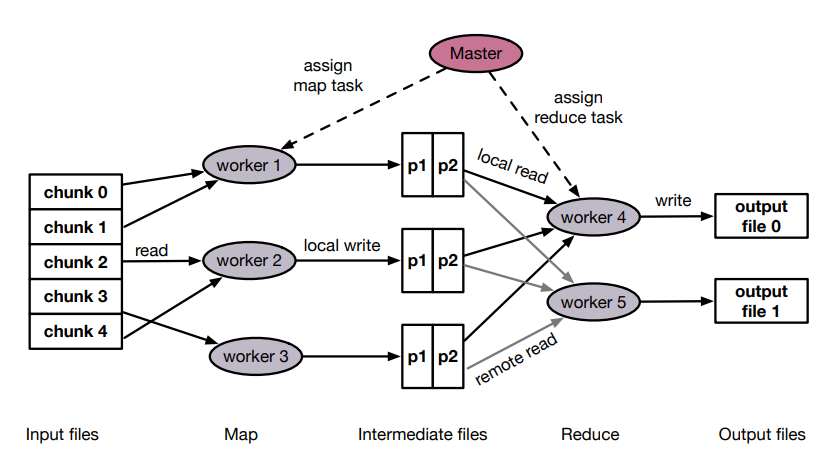 Master
assign
map task
assign
reduce task
worker 1
p1 p2
local read
chunk 0
chunk 1
chunk 2
chunk 3
chunk 4
read
worker 2
local write
p1 p2
worker 4
write
output
file 0
worker 5
output
file 1
worker 3
p1 p2
remote read
Input files
Map
Intermediate files
Reduce
Output files